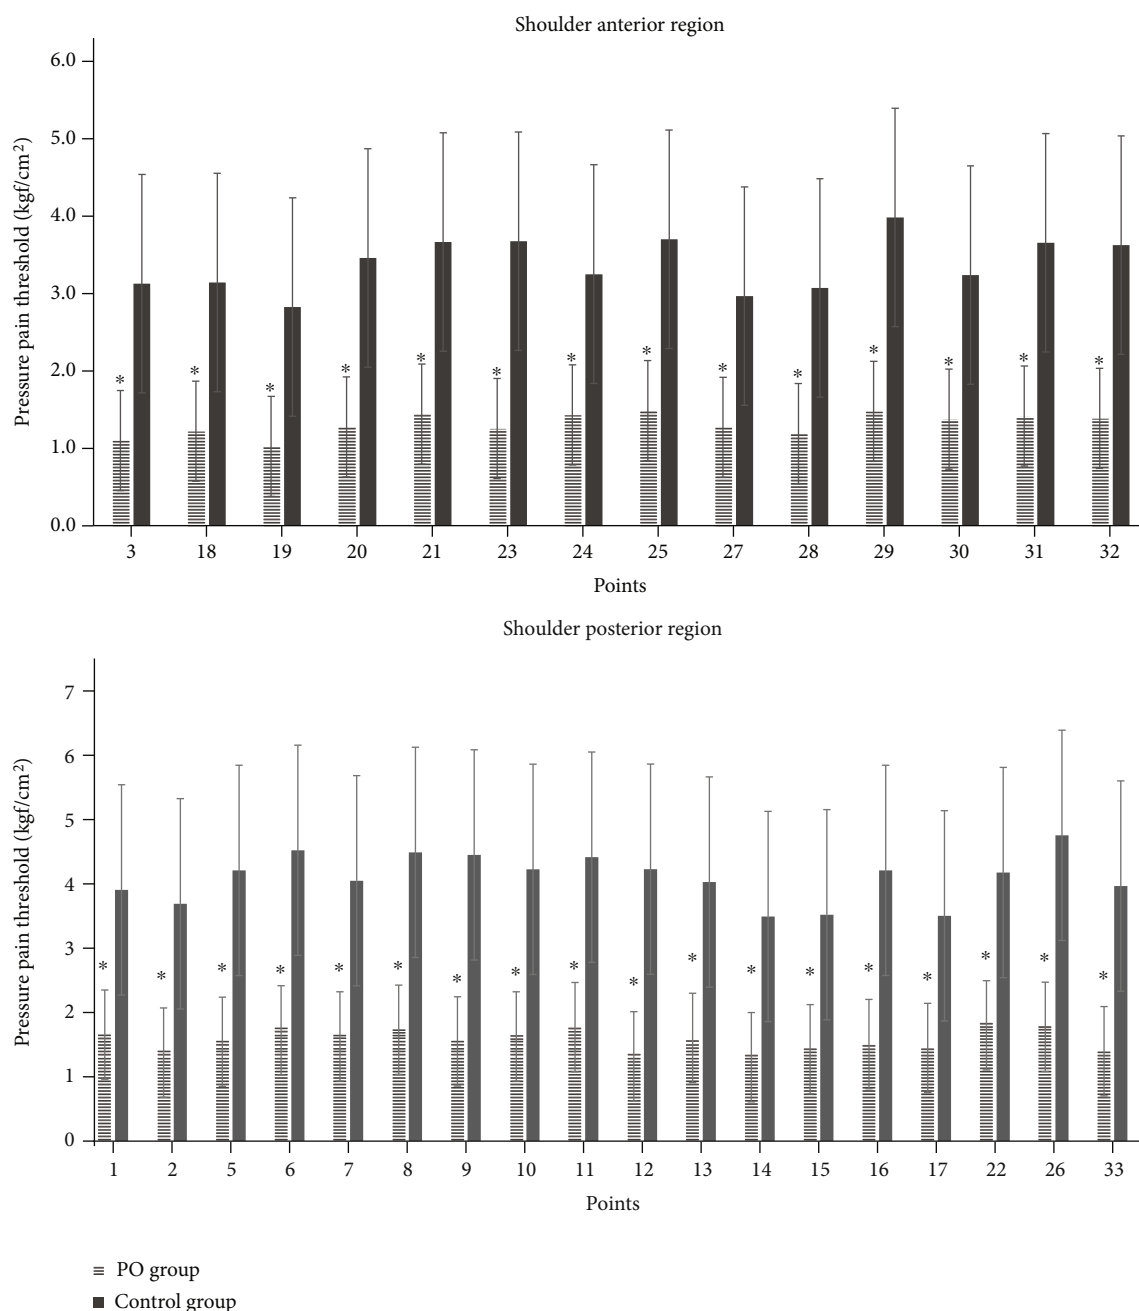 Shoulder anterior region
Pressure pain threshold (kgf/cm²)
6.0
5.0
4.0
3.0
2.0
1.0
0.0
* * * * * * * * * * * * * *
3 18 19 20 21 23 24 25 27 28 29 30 31 32
Points
Shoulder posterior region
Pressure pain threshold (kgf/cm²)
7
6
5
4
3
2
1
0
* * * * * * * * * * * * * * * * * *
1 2 5 6 7 8 9 10 11 12 13 14 15 16 17 22 26 33
Points
PO group
Control group